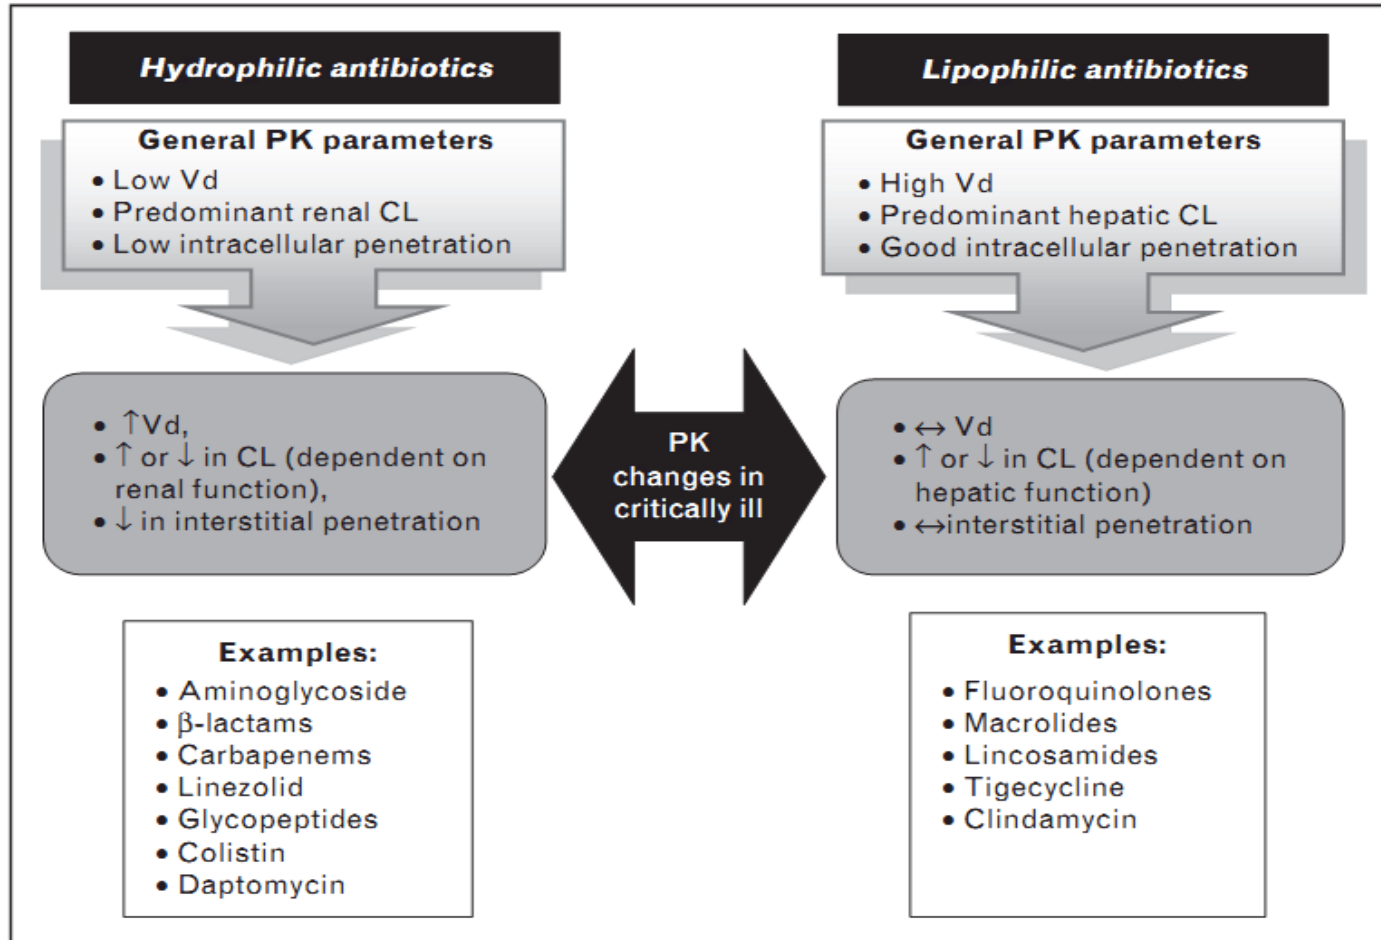 Hydrophilic antibiotics
General PK parameters
• Low Vd
• Predominant renal CL
• Low intracellular penetration
• ↑Vd,
• ↑ or ↓ in CL (dependent on
renal function),
• ↓ in interstitial penetration
Examples:
• Aminoglycoside
• β-lactams
• Carbapenems
• Linezolid
• Glycopeptides
• Colistin
• Daptomycin
PK
changes in
critically ill
Lipophilic antibiotics
General PK parameters
• High Vd
• Predominant hepatic CL
• Good intracellular penetration
• ↔ Vd
• ↑ or ↓ in CL (dependent on
hepatic function)
• ↔interstitial penetration
Examples:
• Fluoroquinolones
• Macrolides
• Lincosamides
• Tigecycline
• Clindamycin